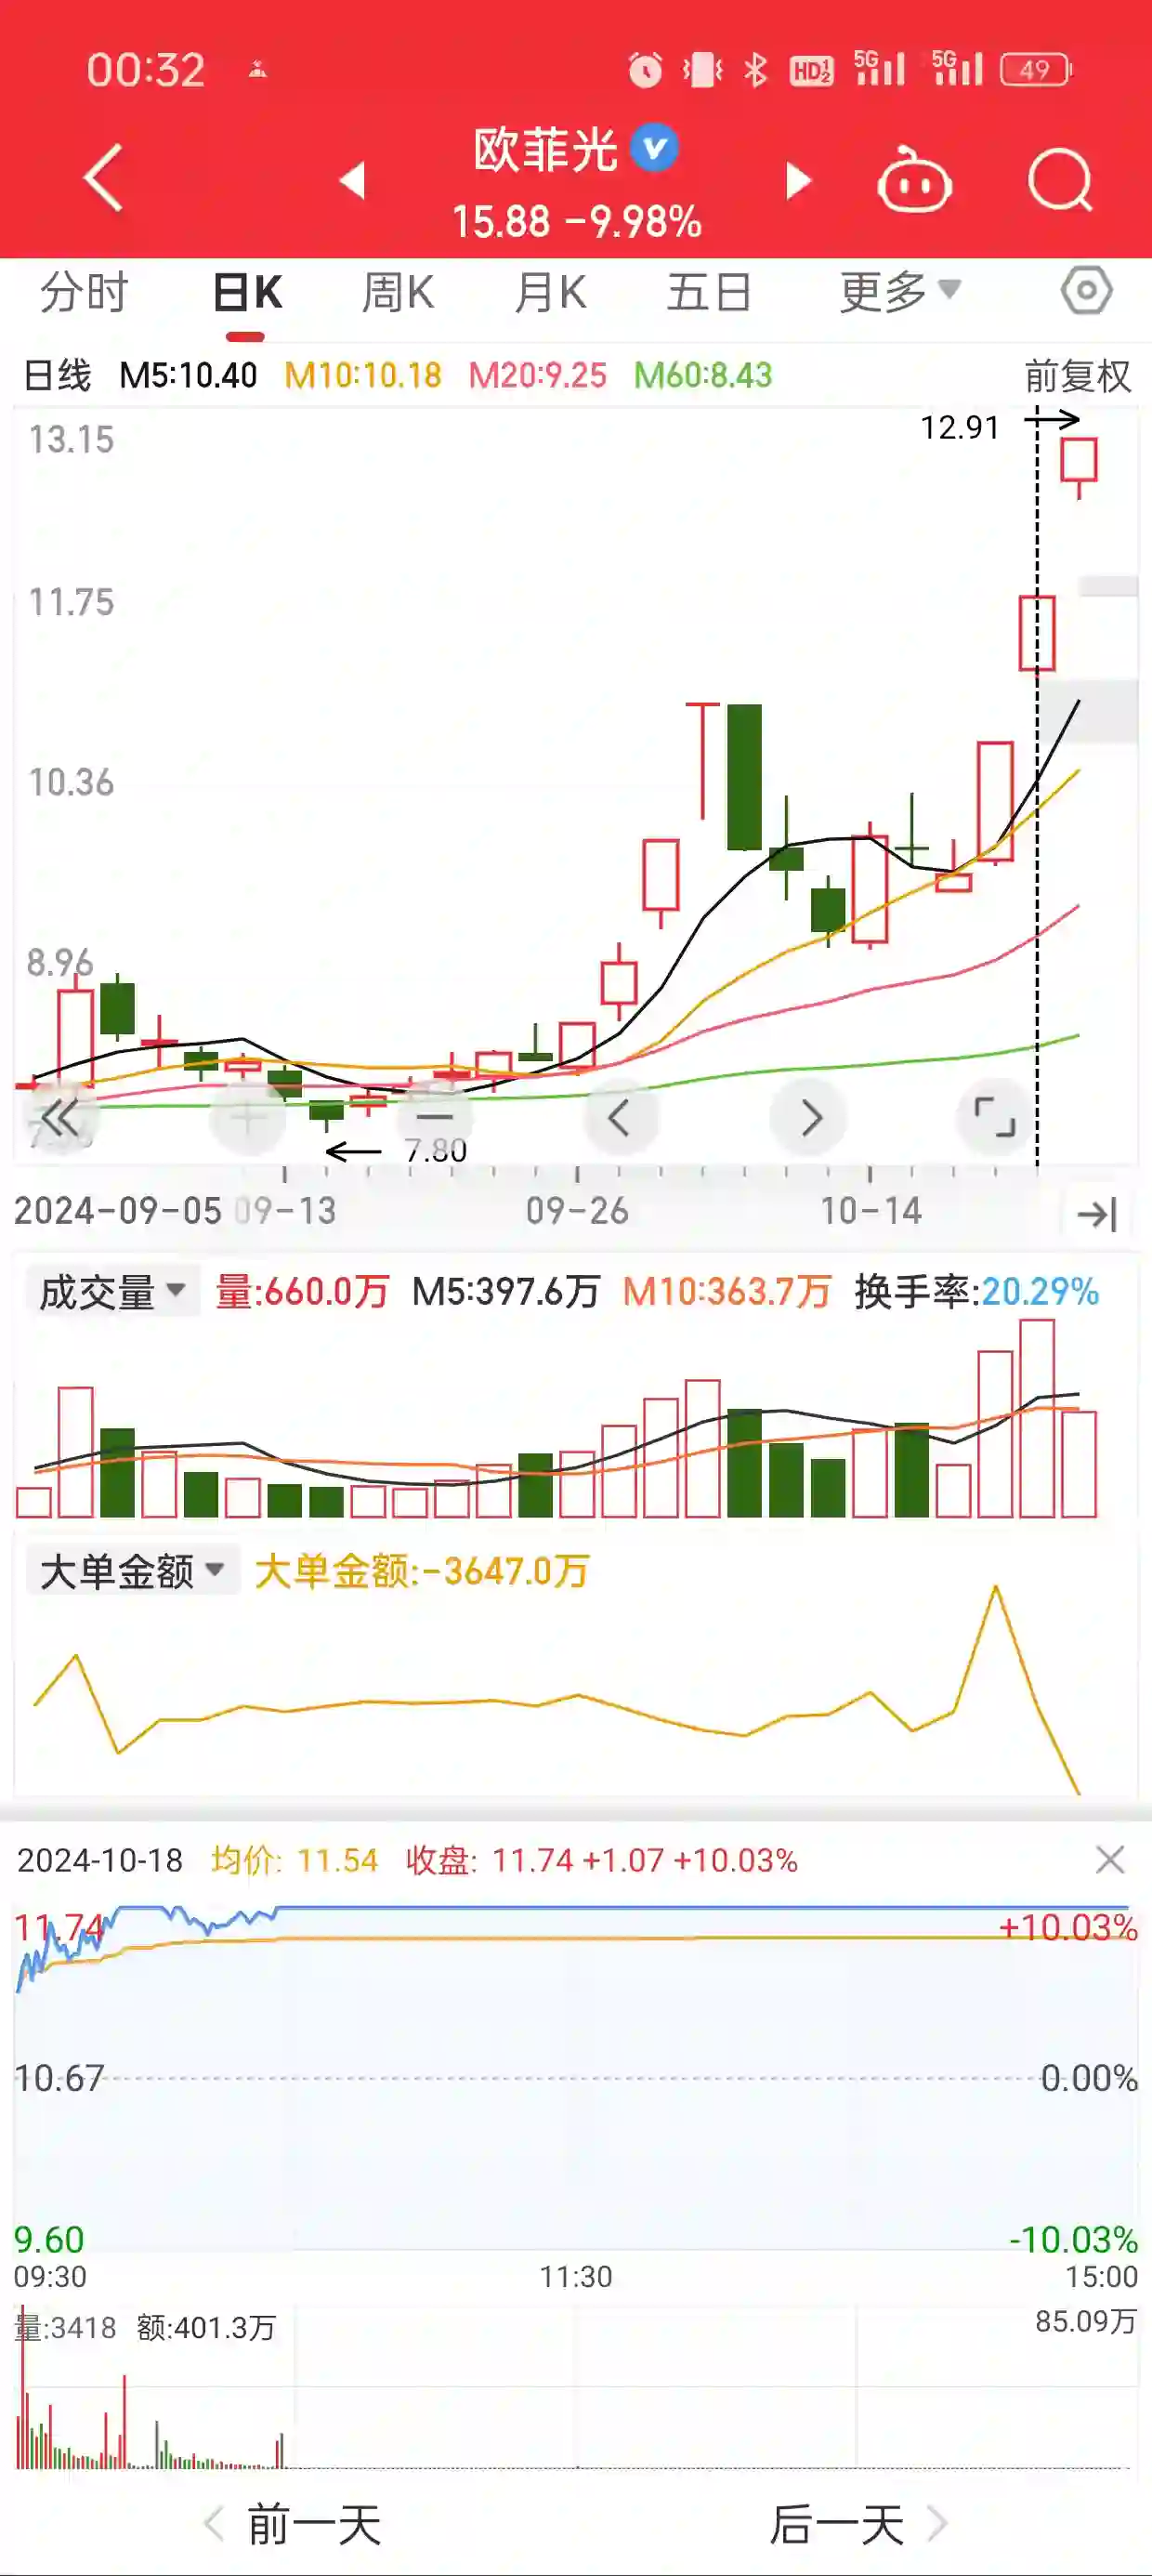 00:32 HD1 2 5G 5G 49
欧菲光
15.88 -9.98%
分时 日K 周K 月K 五日 更多
日线 M5:10.40 M10:10.18 M20:9.25 M60:8.43 前复权
12.91
13.15
11.75
10.36
8.96
7.80
2024-09-05 09-13 09-26 10-14
成交量 量:660.0万 M5:397.6万 M10:363.7万 换手率:20.29%
大单金额 大单金额:-3647.0万
2024-10-18 均价: 11.54 收盘: 11.74 +1.07 +10.03%
11.74 +10.03%
10.67 0.00%
9.60 -10.03%
09:30 11:30 15:00
量:3418 额:401.3万 85.09万
前一天 后一天